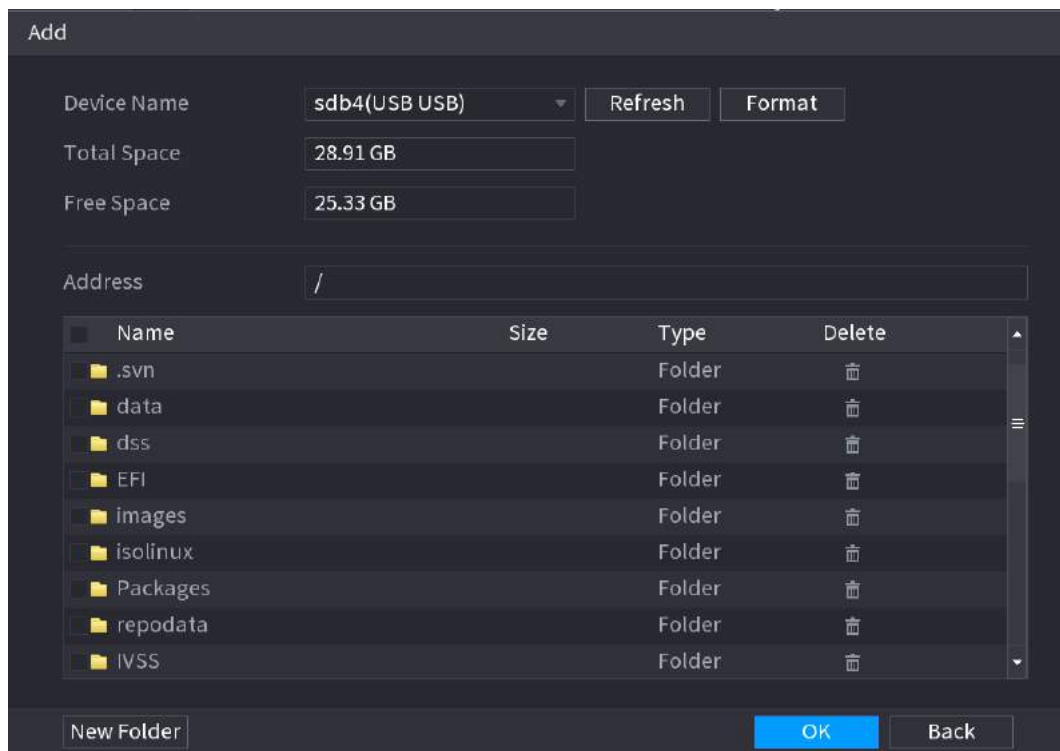 Add
Device Name sdb4(USB USB) Refresh Format
Total Space 28.91 GB
Free Space 25.33 GB
Address /
Name Size Type Delete
.svn Folder
data Folder
dss Folder
EFI Folder
images Folder
isolinux Folder
Packages Folder
repodata Folder
IVSS Folder
New Folder OK Back